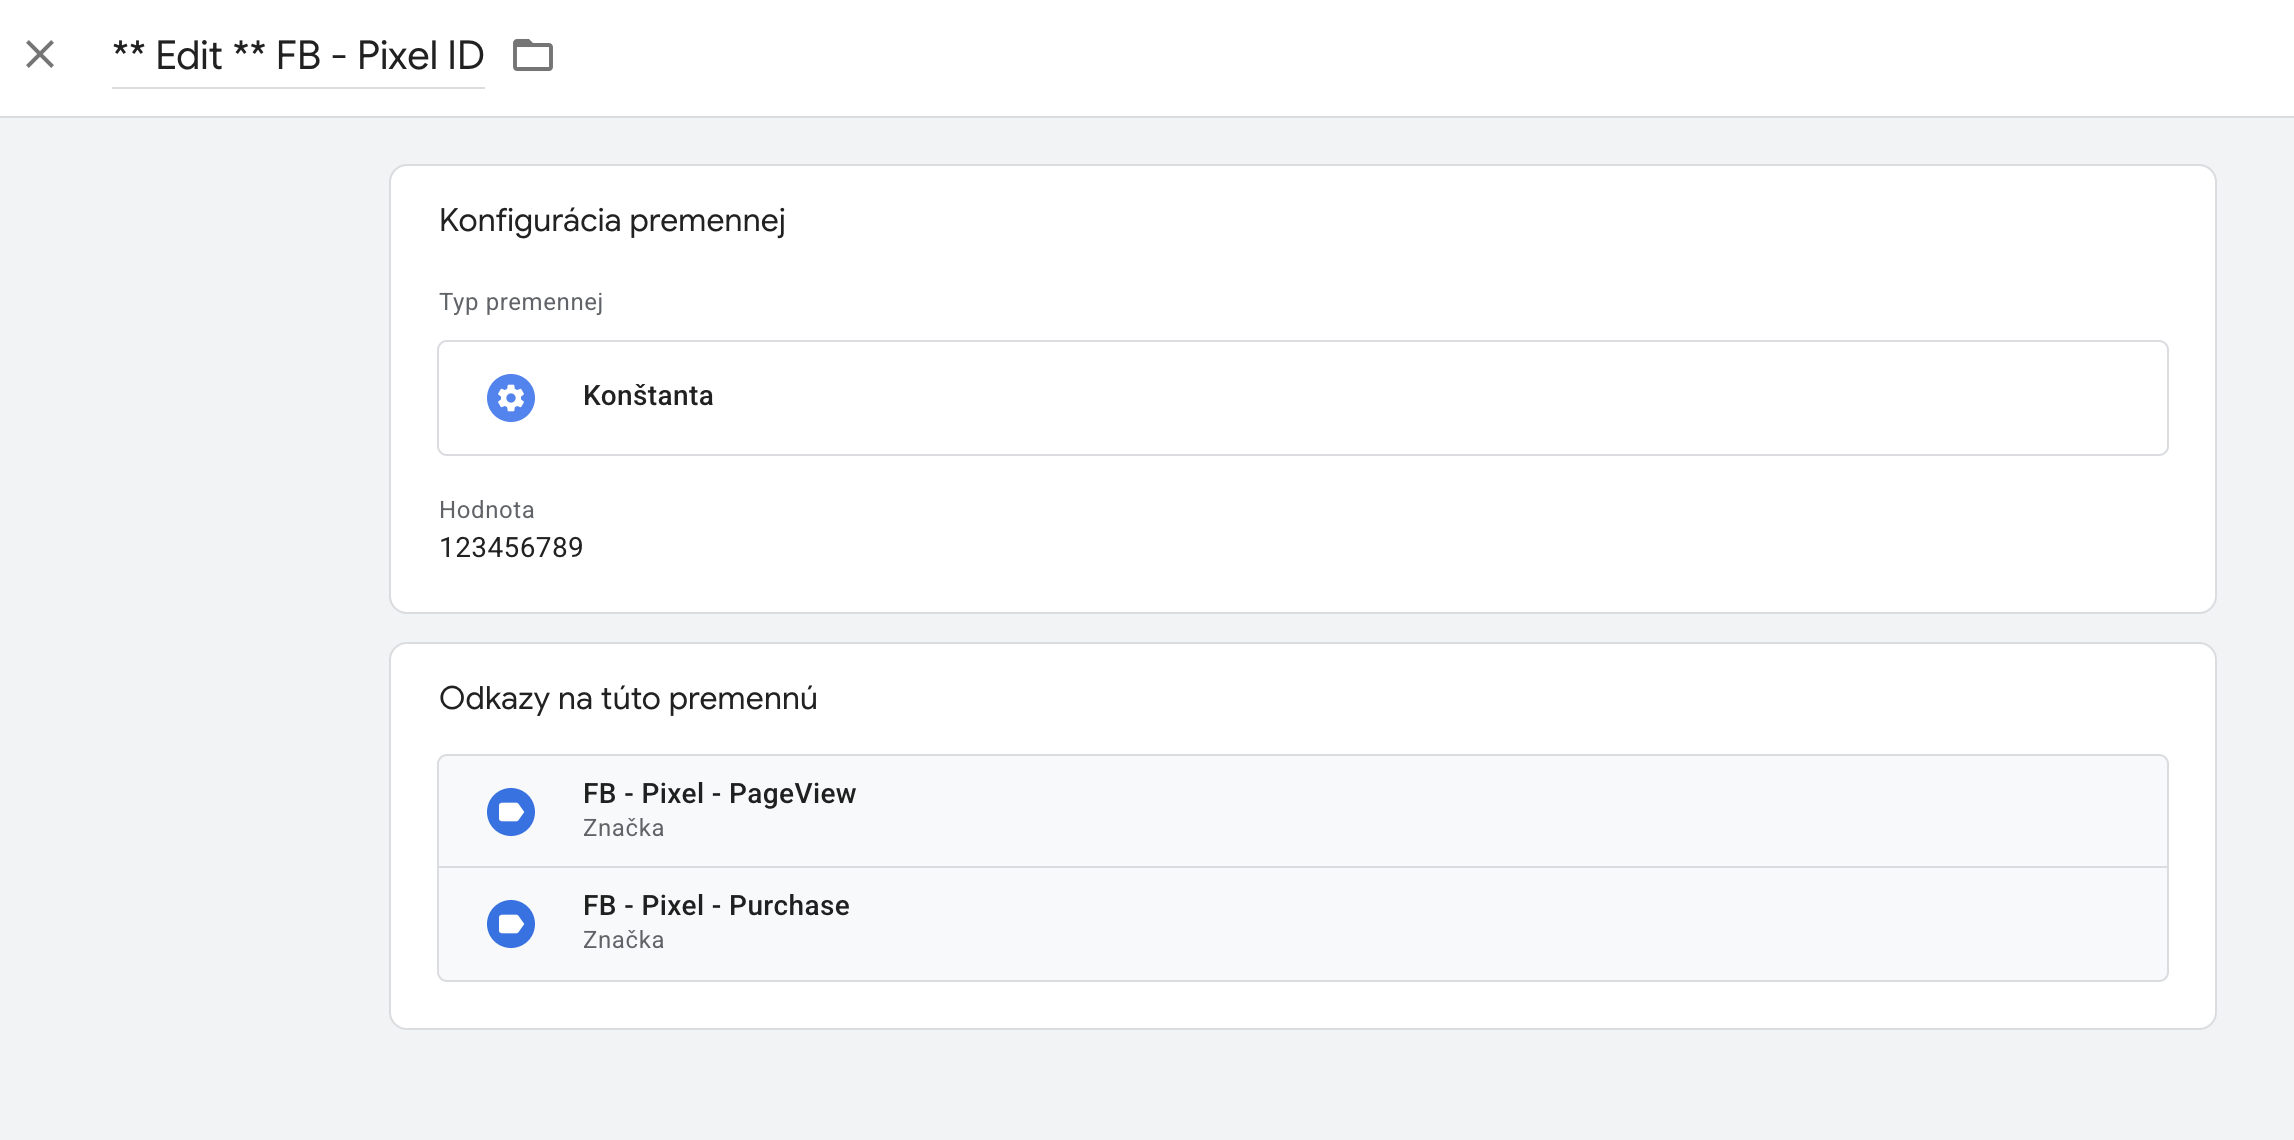 ** Edit ** FB - Pixel ID
Konfigurácia premennej
Typ premennej
Konštanta
Hodnota
123456789
Odkazy na túto premennú
FB - Pixel - PageView
Značka
FB - Pixel - Purchase
Značka